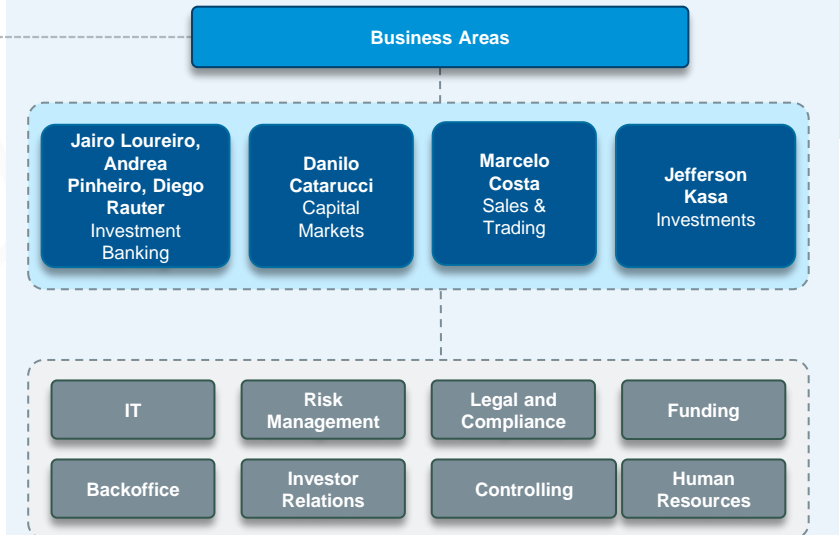 Business Areas
Jairo Loureiro,
Andrea
Pinheiro, Diego
Rauter
Investment
Banking
Danilo
Catarucci
Capital
Markets
Marcelo
Costa
Sales &
Trading
Jefferson
Kasa
Investments
IT
Risk
Management
Legal and
Compliance
Funding
Backoffice
Investor
Relations
Controlling
Human
Resources